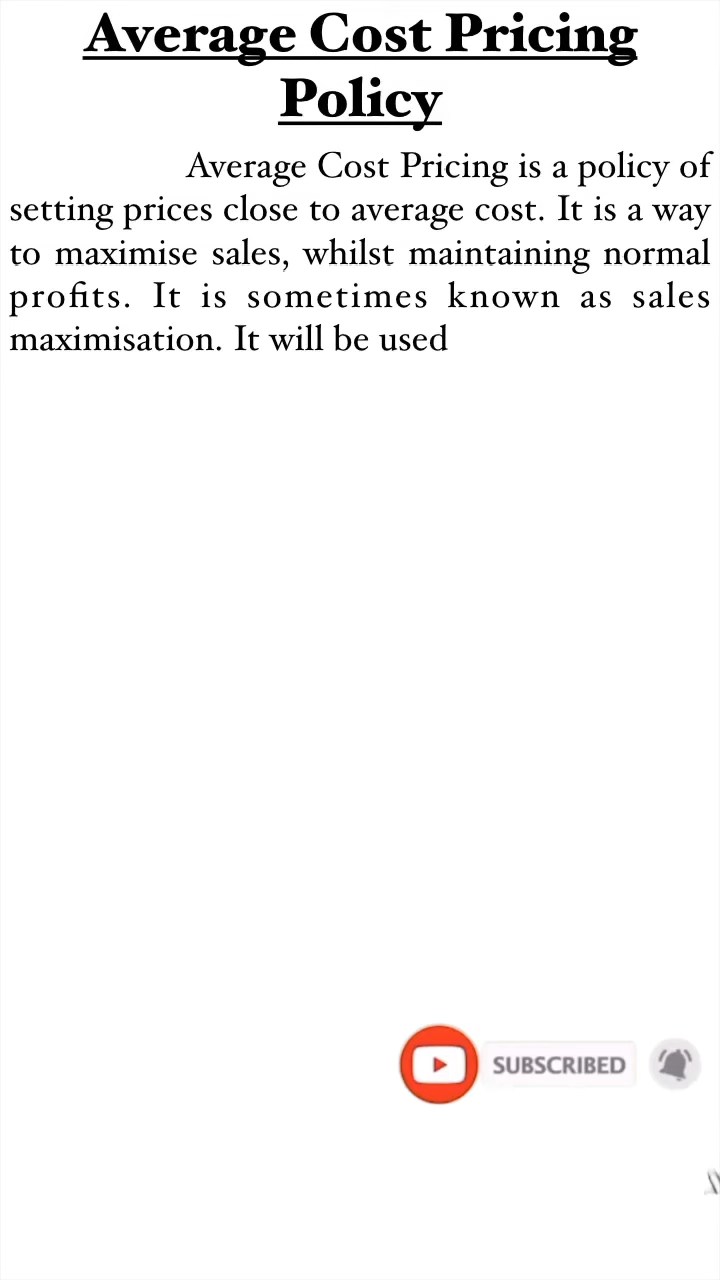 Average Cost Pricing
Policy
Average Cost Pricing is a policy of
setting prices close to average cost. It is a way
to maximise sales, whilst maintaining normal
profits. It is sometimes known as sales
maximisation. It will be used
SUBSCRIBED